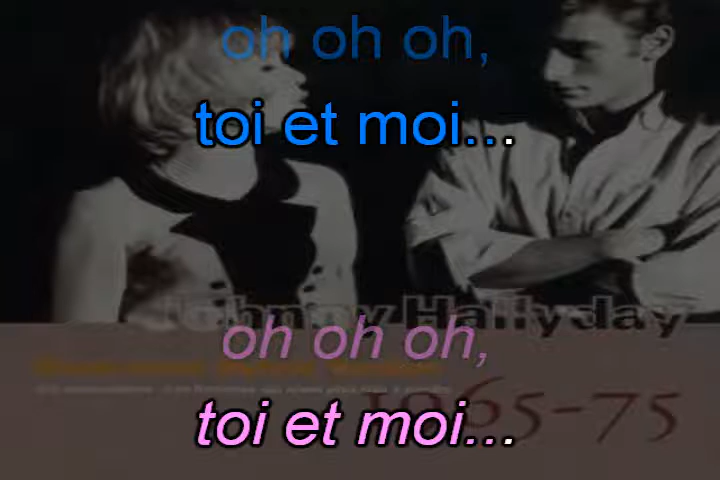 oh oh oh,
toi et moi...
Johnny Hallyday
oh oh oh,
1965-75
toi et moi...